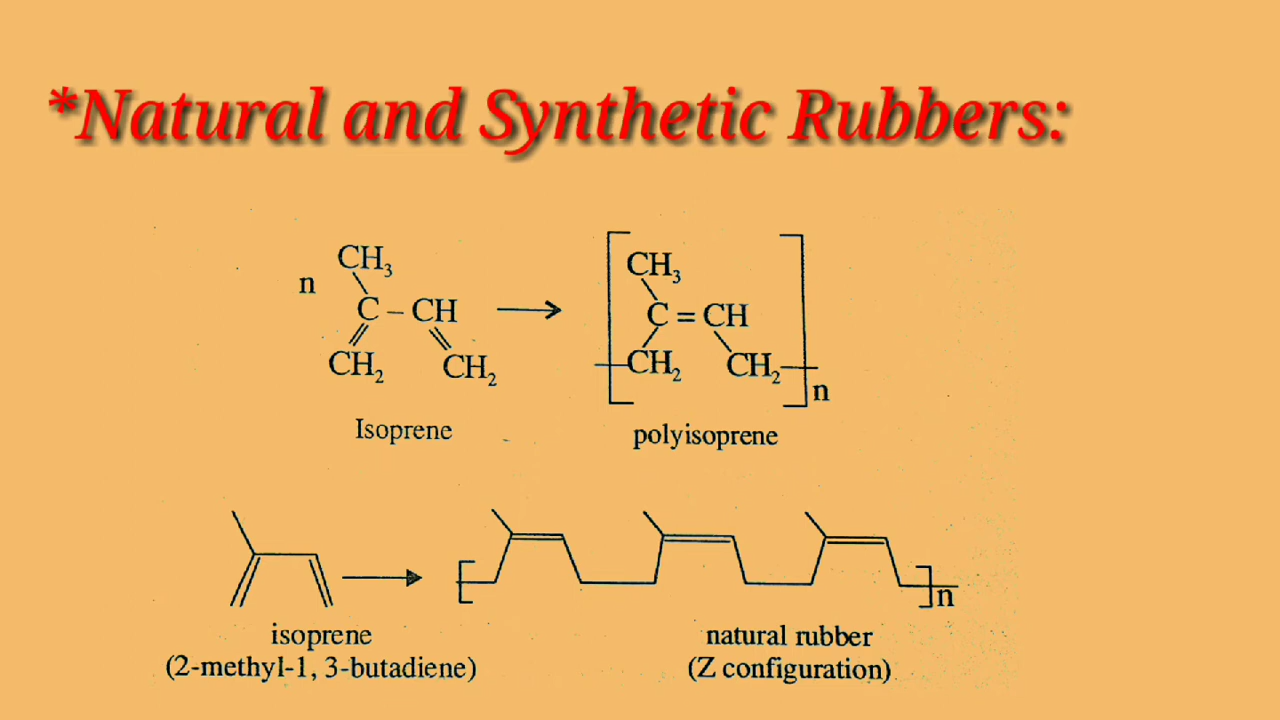 *Natural and Synthetic Rubbers:
n CH₃ CH₃
C – CH C = CH
CH₂ CH₂ CH₂ CH₂ n
Isoprene polyisoprene
n
isoprene natural rubber
(2-methyl-1, 3-butadiene) (Z configuration)